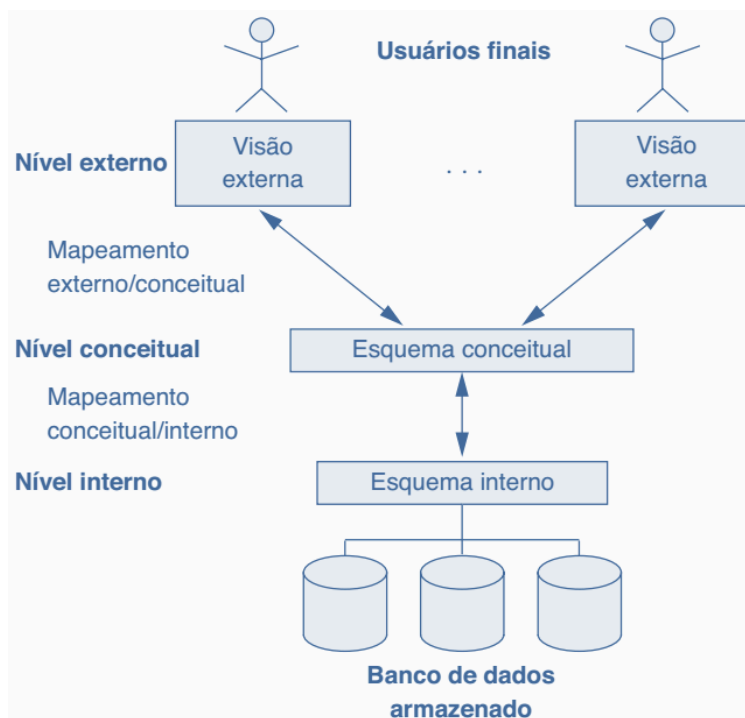 Usuários finais
Nível externo
Visão
externa
. . .
Visão
externa
Mapeamento
externo/conceitual
Nível conceitual
Esquema conceitual
Mapeamento
conceitual/interno
Nível interno
Esquema interno
Banco de dados
armazenado